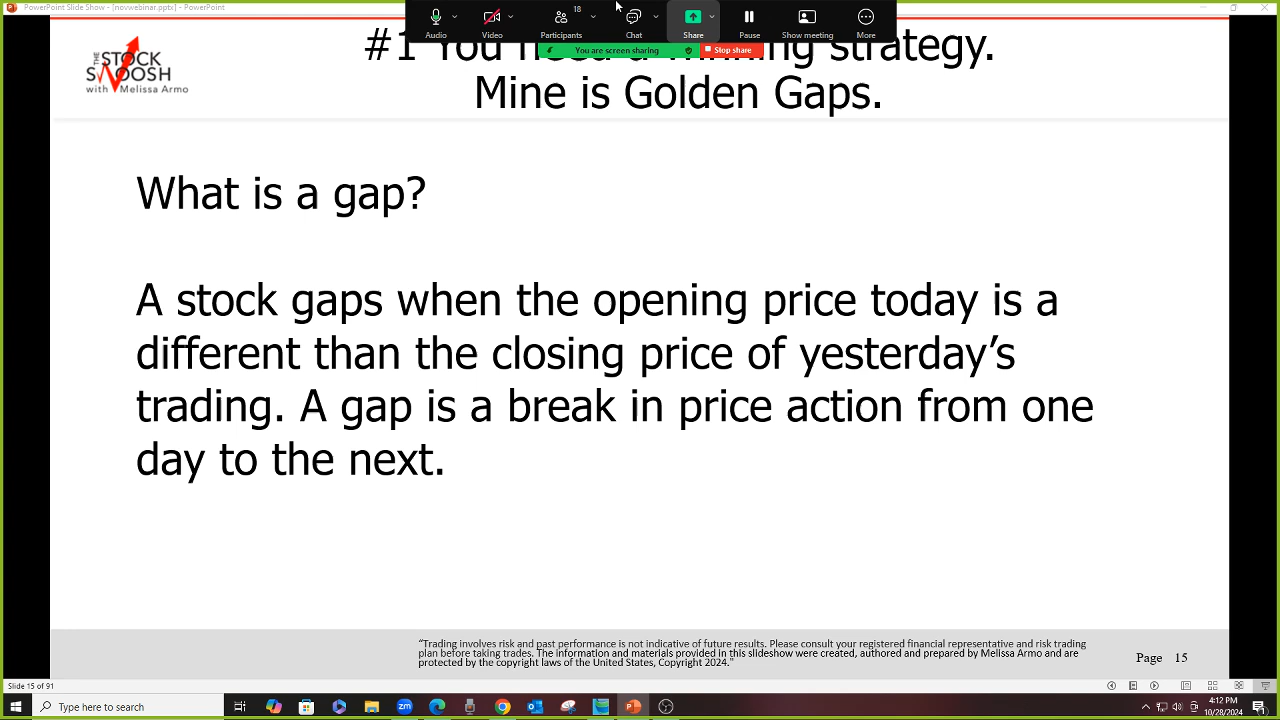 PowerPoint Slide Show - [novwebinar.pptx] - PowerPoint
18
Audio
Video
Participants
Chat
Share
Pause
Show meeting
More
You are screen sharing
Stop share
THE
STOCK
SWOOSH
with Melissa Armo
#1 You strategy.
Mine is Golden Gaps.
What is a gap?
A stock gaps when the opening price today is a
different than the closing price of yesterday’s
trading. A gap is a break in price action from one
day to the next.
“Trading involves risk and past performance is not indicative of future results. Please consult your registered financial representative and risk trading
plan before taking trades. The information and materials provided in this slideshow were created, authored and prepared by Melissa Armo and are
protected by the copyright laws of the United States, Copyright 2024.”
Page 15
Slide 15 of 91
Type here to search
4:12 PM
10/28/2024